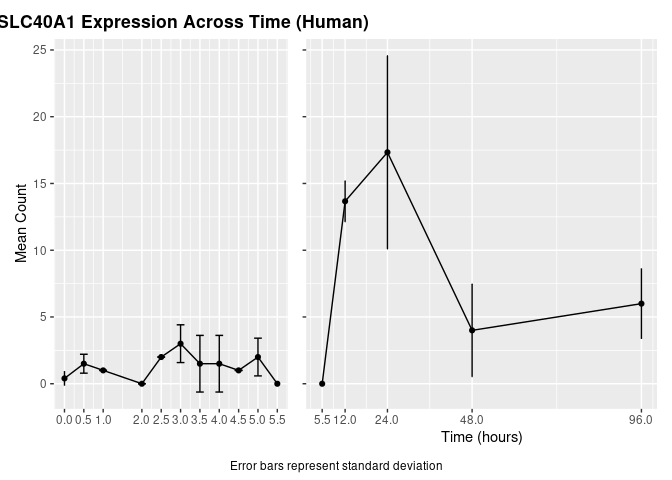 SLC40A1 Expression Across Time (Human)
25
20
15
10
5
0
Mean Count
0.0 0.5 1.0 2.0 2.5 3.0 3.5 4.0 4.5 5.0 5.5
5.5 12.0 24.0 48.0 96.0
Time (hours)
Error bars represent standard deviation